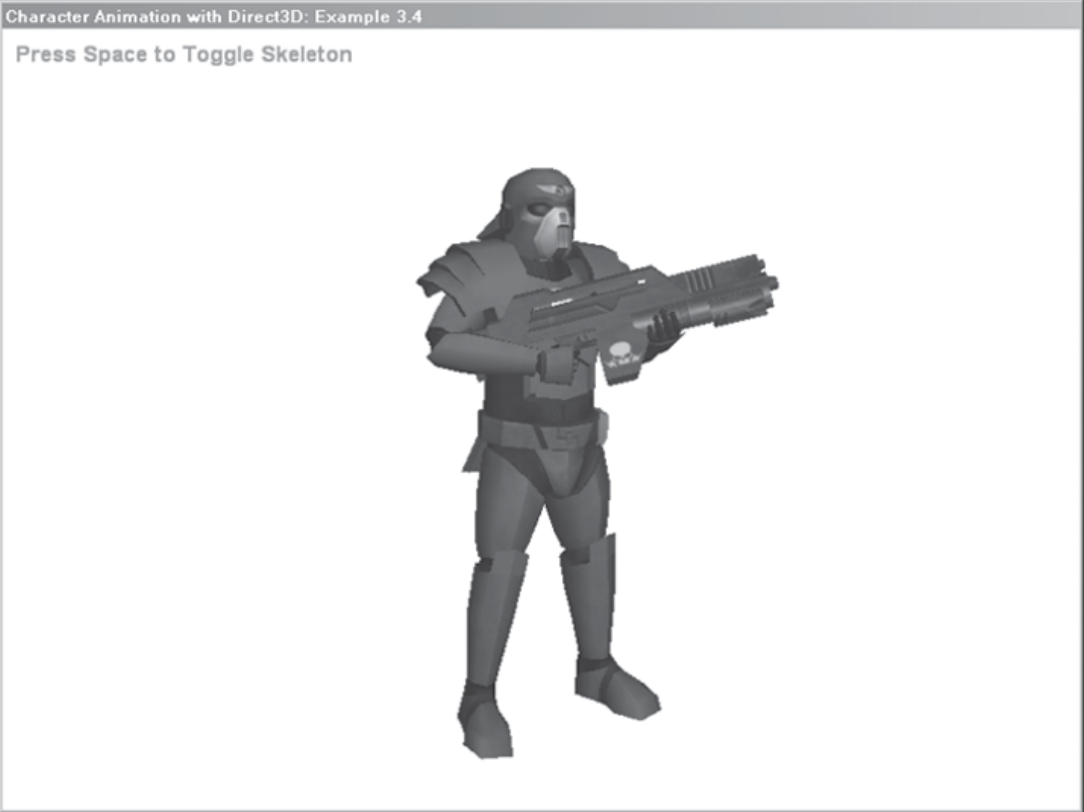 Character Animation with Direct3D: Example 3.4
Press Space to Toggle Skeleton